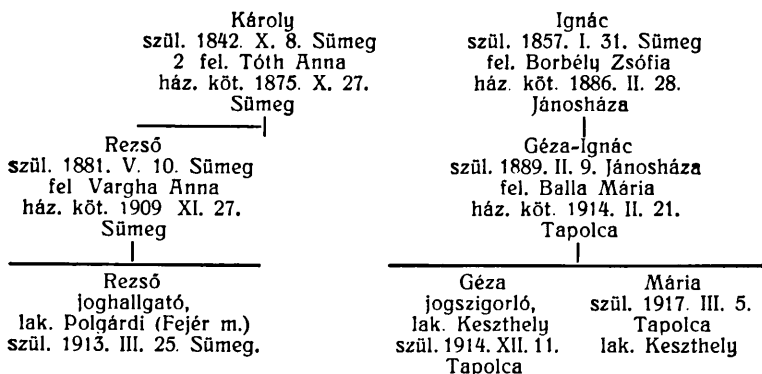 Károly
szül. 1842. X. 8. Sümeg
2 fel. Tóth Anna
ház. köt. 1875. X. 27.
Sümeg
Ignác
szül. 1857. I. 31. Sümeg
fel. Borbély Zsófia
ház. köt. 1886. II. 28.
Jánosháza
Rezső
szül. 1881. V. 10. Sümeg
fel Vargha Anna
ház. köt. 1909 XI. 27.
Sümeg
Géza-Ignác
szül. 1889. II. 9. Jánosháza
fel. Balla Mária
ház. köt. 1914. II. 21.
Tapolca
Rezső
joghallgató,
lak. Polgárdi (Fejér m.)
szül. 1913. III. 25. Sümeg.
Géza
jogszigorló,
lak. Keszthely
szül. 1914. XII. 11.
Tapolca
Mária
szül. 1917. III. 5.
Tapolca
lak. Keszthely